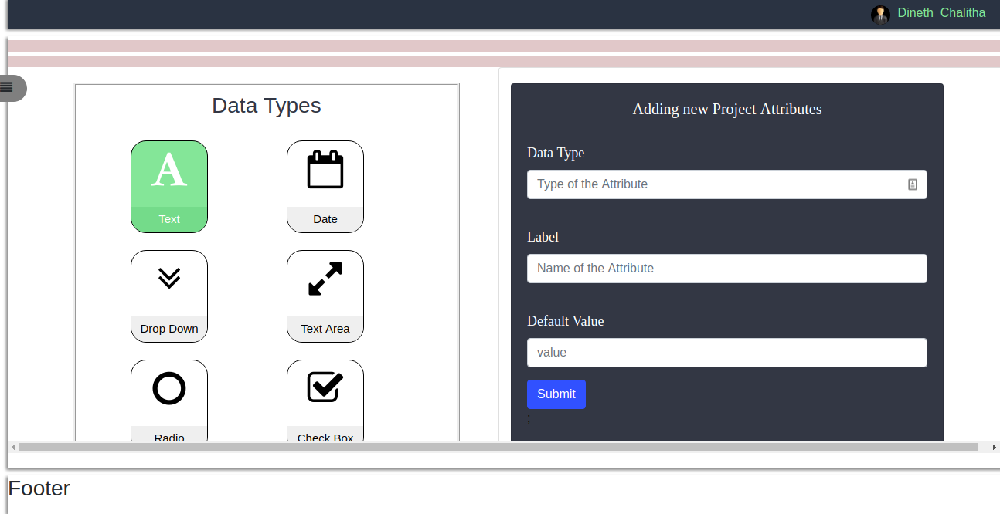 Dineth Chalitha
Data Types
A
Text
Date
Drop Down
Text Area
Radio
Check Box
Adding new Project Attributes
Data Type
Type of the Attribute
Label
Name of the Attribute
Default Value
value
Submit
;
Footer